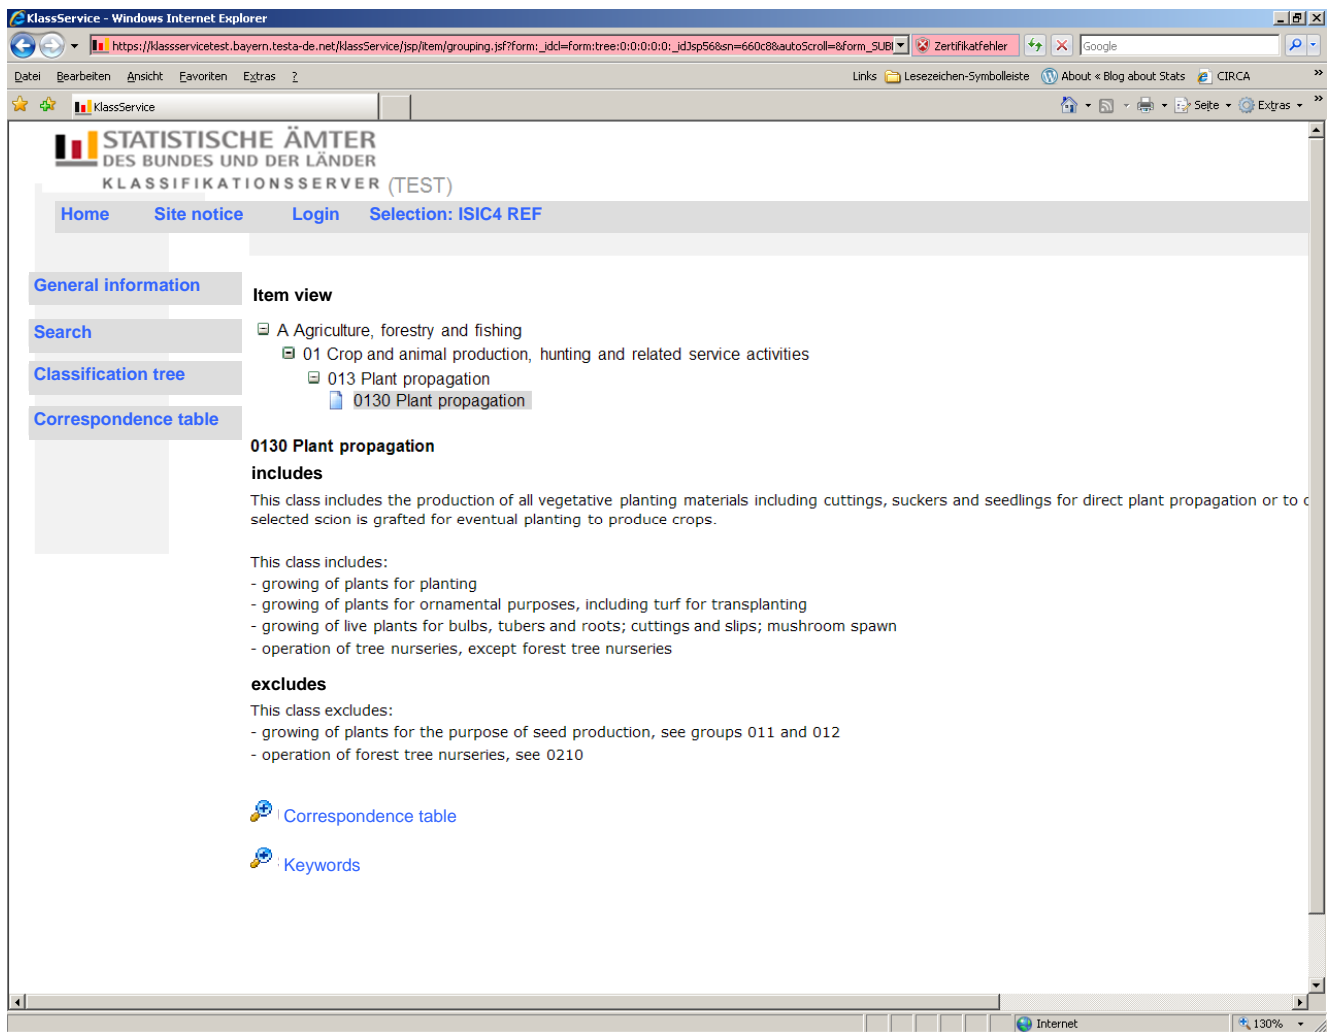 KlassService - Windows Internet Explorer
https://klassservicetest.bayern.testa-de.net/klassService/jsp/item/grouping.jsf?form:_idcl=form:tree:0:0:0:0:0:_idJsp56&sn=660c88&autoScroll=&form_SUB
Zertifikatfehler
Google
Datei Bearbeiten Ansicht Favoriten Extras ?
Links Lesezeichen-Symbolleiste About « Blog about Stats CIRCA »
KlassService
Seite Extras »
STATISTISCHE ÄMTER
DES BUNDES UND DER LÄNDER
KLASSIFIKATIONSSERVER (TEST)
Home Site notice Login Selection: ISIC4 REF
General information
Search
Classification tree
Correspondence table
Item view
A Agriculture, forestry and fishing
01 Crop and animal production, hunting and related service activities
013 Plant propagation
0130 Plant propagation
0130 Plant propagation
includes
This class includes the production of all vegetative planting materials including cuttings, suckers and seedlings for direct plant propagation or to
selected scion is grafted for eventual planting to produce crops.
This class includes:
- growing of plants for planting
- growing of plants for ornamental purposes, including turf for transplanting
- growing of live plants for bulbs, tubers and roots; cuttings and slips; mushroom spawn
- operation of tree nurseries, except forest tree nurseries
excludes
This class excludes:
- growing of plants for the purpose of seed production, see groups 011 and 012
- operation of forest tree nurseries, see 0210
Correspondence table
Keywords
Internet
130%